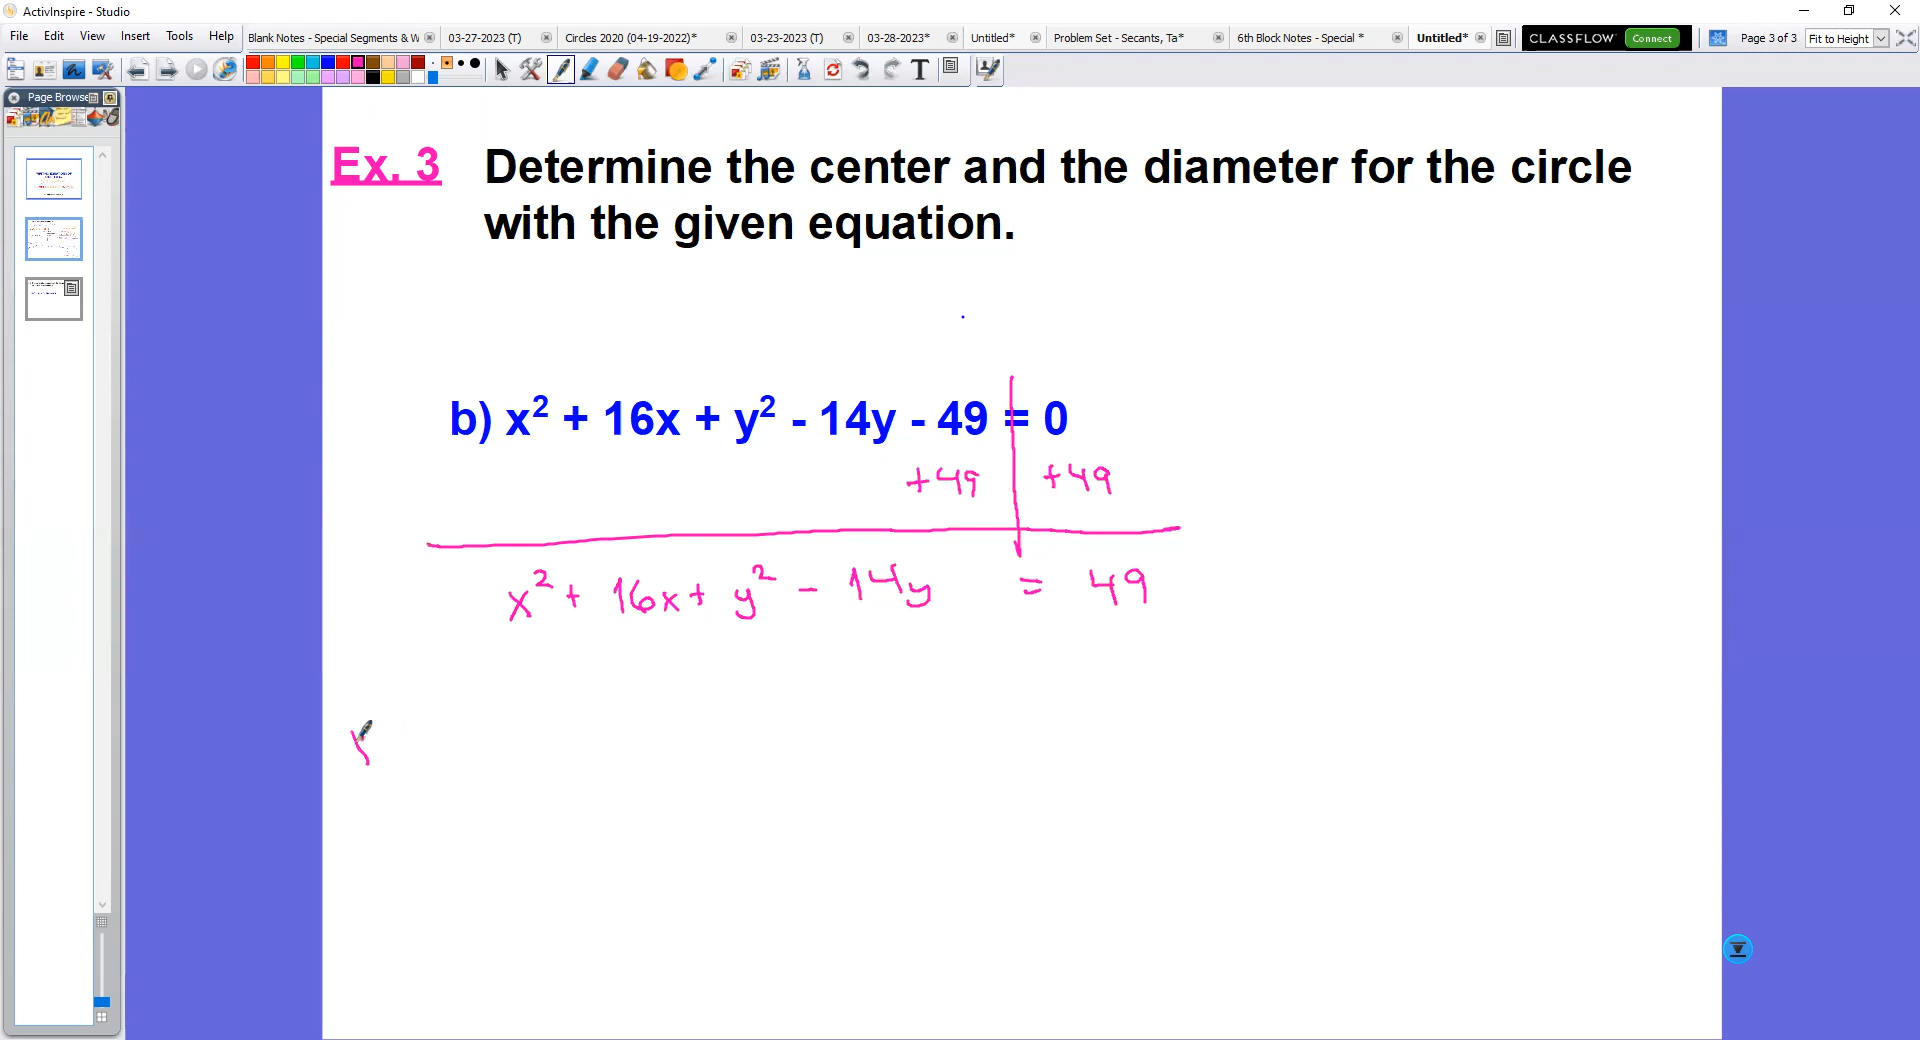 ActivInspire - Studio
File Edit View Insert Tools Help
Blank Notes - Special Segments & W 03-27-2023 (T) Circles 2020 (04-19-2022)* 03-23-2023 (T) 03-28-2023* Untitled* Problem Set - Secants, Ta* 6th Block Notes - Special * Untitled*
CLASSFLOW Connect Page 3 of 3 Fit to Height
Page Browse
Ex. 3 Determine the center and the diameter for the circle
with the given equation.
b) x² + 16x + y² - 14y - 49 = 0
+49 +49
x² + 16x + y² - 14y = 49